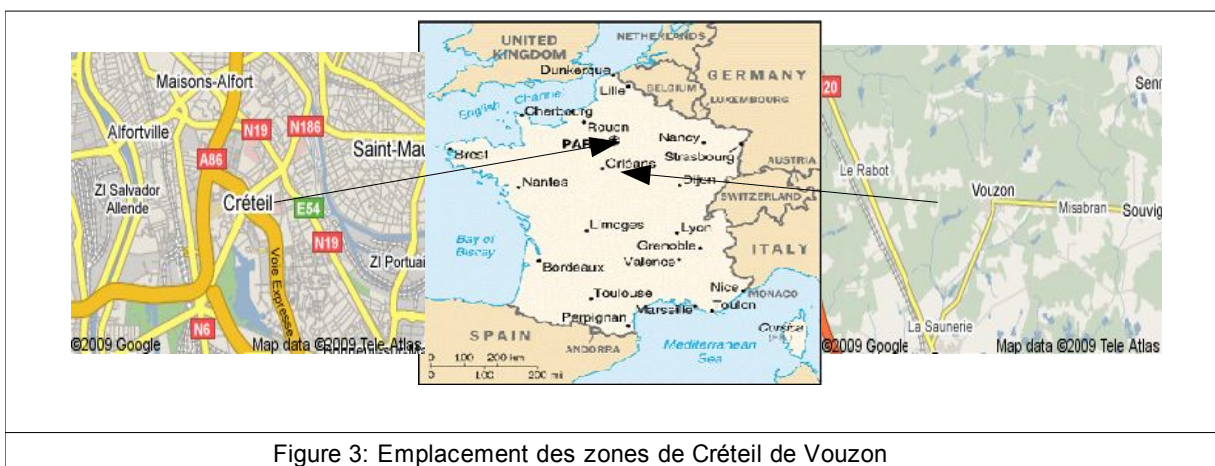 Maisons-Alfort
Alfortville
N19
N186
Saint-Mau
A86
ZI Salvador
Allende
Créteil
E54
N19
ZI Portuai
Voie Expresse
N6
©2009 Google
Map data ©2009 Tele Atlas
UNITED
KINGDOM
NETHERLANDS
Dunkerque
Lille
BELGIUM
GERMANY
LUXEMBOURG
English Channel
Cherbourg
Rouen
PAR
Nancy
Strasbourg
Brest
Orléans
AUSTRIA
Nantes
Dijon
SWITZERLAND
Limoges
Lyon
Bay of
Biscay
Grenoble
ITALY
Bordeaux
Valence
Nice
MONACO
Toulouse
Marseille
Toulon
Perpignan
Corsica
SPAIN
ANDORRA
Mediterranean
Sea
0 100 200 km
0 100 200 mi
20
Senn
Le Rabot
Vouzon
Misabran
Souvig
La Saunerie
©2009 Google
Map data ©2009 Tele Atlas
Figure 3: Emplacement des zones de Créteil de Vouzon